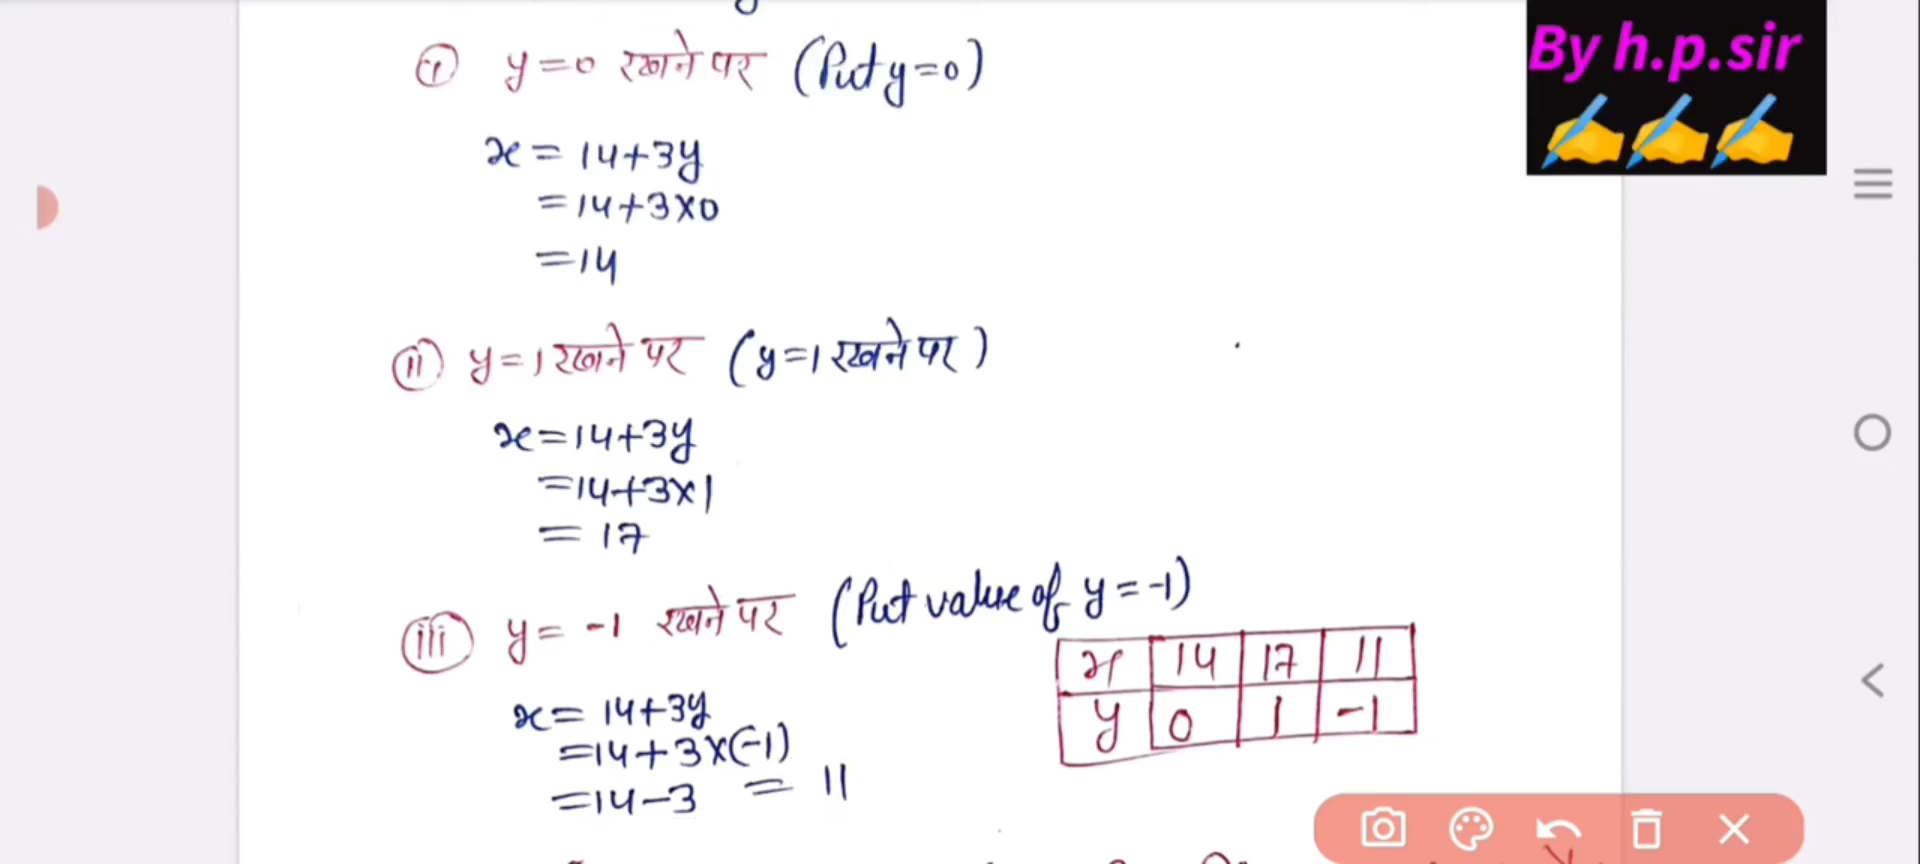 By h.p.sir
(i) y=0 रखने पर (Put y=0)
x = 14+3y
=14+3×0
=14
(ii) y=1 रखने पर (y=1 रखने पर)
x=14+3y
=14+3×1
= 17
(iii) y= -1 रखने पर (Put value of y=-1)
x= 14+3y
=14+3×(-1)
=14-3 = 11
x 14 17 11
y 0 1 -1